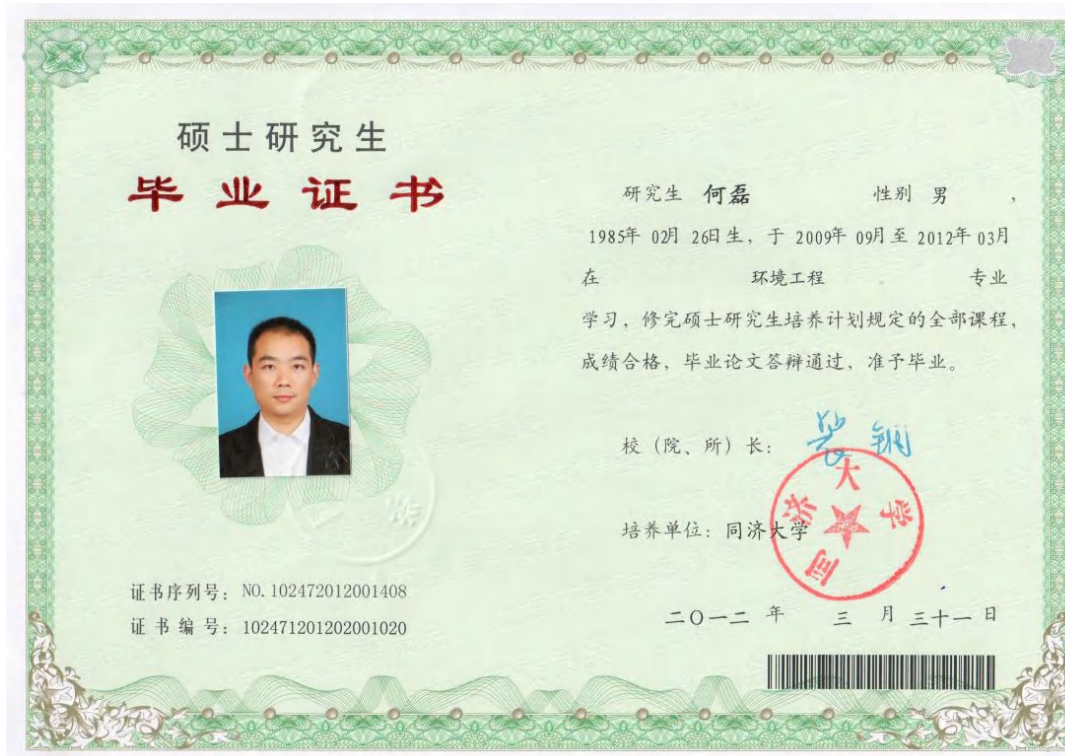 硕士研究生
毕业证书
证书序列号：NO.102472012001408
证书编号：102471201202001020
研究生 何磊 性别 男 ，
1985年 02月 26日生，于 2009年 09月至 2012年 03月
在 环境工程 专业
学习，修完硕士研究生培养计划规定的全部课程，
成绩合格，毕业论文答辩通过，准予毕业。
校（院、所）长：裴钢
培养单位：同济大学
同济大学
二〇一二 年 三 月 三十一 日